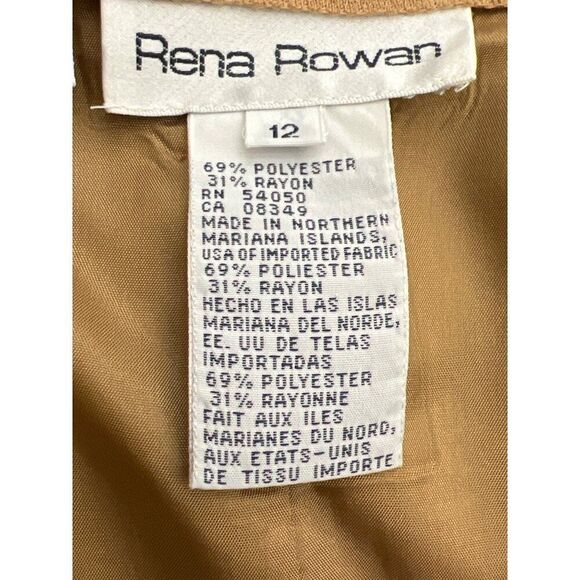 Rena Rowan
12
69% POLYESTER
31% RAYON
RN 54050
CA 08349
MADE IN NORTHERN
MARIANA ISLANDS,
USA OF IMPORTED FABRIC
69% POLIESTER
31% RAYON
HECHO EN LAS ISLAS
MARIANA DEL NORDE,
EE. UU DE TELAS
IMPORTADAS
69% POLYESTER
31% RAYONNE
FAIT AUX ILES
MARIANES DU NORD,
AUX ETATS-UNIS
DE TISSU IMPORTE